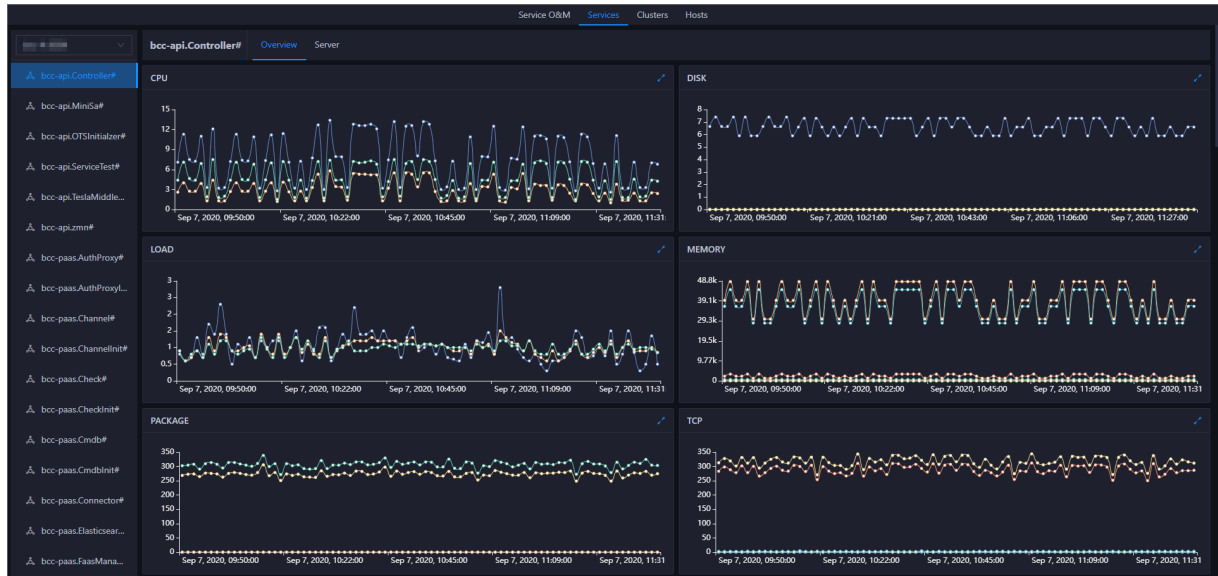 Service O&M Services Clusters Hosts
bcc-api.Controller# Overview Server
bcc-api.Controller#
bcc-api.MiniSa#
bcc-api.OTSInitialzer#
bcc-api.ServiceTest#
bcc-api.TeslaMiddle...
bcc-api.zmn#
bcc-paas.AuthProxy#
bcc-paas.AuthProxyI...
bcc-paas.Channel#
bcc-paas.ChannelInit#
bcc-paas.Check#
bcc-paas.CheckInit#
bcc-paas.Cmdb#
bcc-paas.CmdbInit#
bcc-paas.Connector#
bcc-paas.Elasticsear...
bcc-paas.FaasMana...
CPU
15
12
9
6
3
0
Sep 7, 2020, 09:50:00 Sep 7, 2020, 10:22:00 Sep 7, 2020, 10:45:00 Sep 7, 2020, 11:09:00 Sep 7, 2020, 11:31:
DISK
8
7
6
5
4
3
2
1
0
Sep 7, 2020, 09:50:00 Sep 7, 2020, 10:21:00 Sep 7, 2020, 10:43:00 Sep 7, 2020, 11:06:00 Sep 7, 2020, 11:27:00
LOAD
3
3
2
2
1
0.5
0
Sep 7, 2020, 09:50:00 Sep 7, 2020, 10:22:00 Sep 7, 2020, 10:45:00 Sep 7, 2020, 11:09:00 Sep 7, 2020, 11:31
MEMORY
48.8k
39.1k
29.3k
19.5k
9.77k
0
Sep 7, 2020, 09:50:00 Sep 7, 2020, 10:22:00 Sep 7, 2020, 10:45:00 Sep 7, 2020, 11:09:00 Sep 7, 2020, 11:31
PACKAGE
350
300
250
200
150
100
50
0
Sep 7, 2020, 09:50:00 Sep 7, 2020, 10:22:00 Sep 7, 2020, 10:45:00 Sep 7, 2020, 11:09:00 Sep 7, 2020, 11:31
TCP
350
300
250
200
150
100
50
0
Sep 7, 2020, 09:50:00 Sep 7, 2020, 10:22:00 Sep 7, 2020, 10:45:00 Sep 7, 2020, 11:09:00 Sep 7, 2020, 11:31